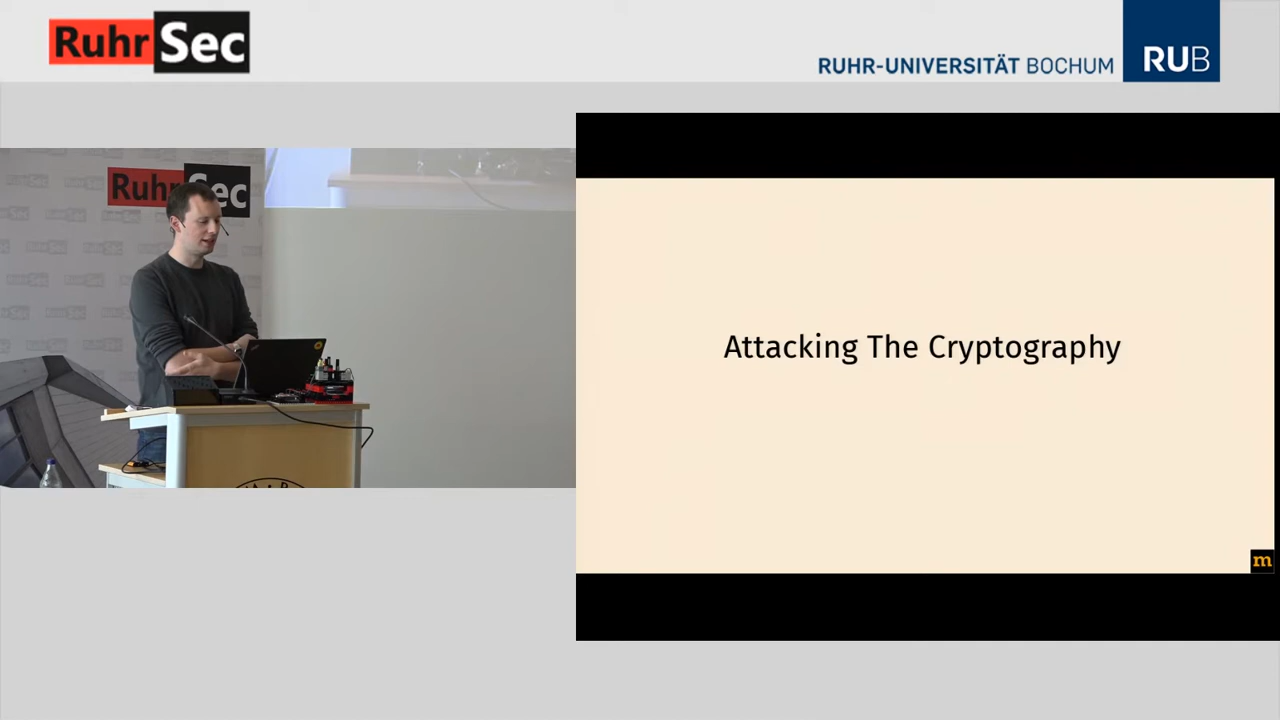 RuhrSec
RUHR-UNIVERSITÄT BOCHUM
RUB
RuhrSec
Attacking The Cryptography
m